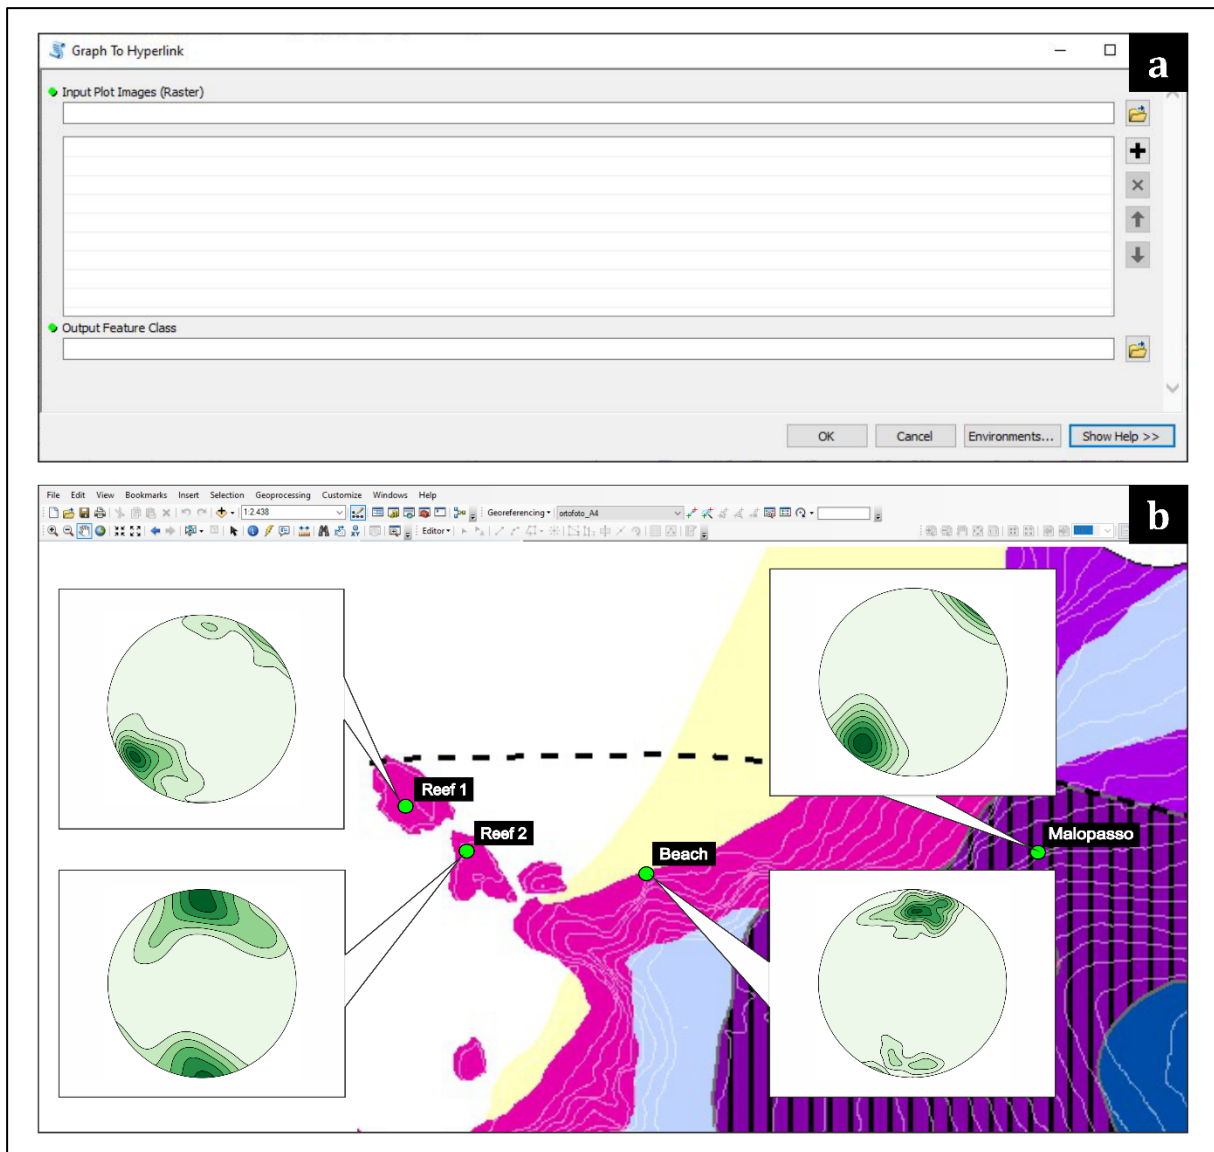 Graph To Hyperlink
a
Input Plot Images (Raster)
Output Feature Class
OK Cancel Environments... Show Help >>
File Edit View Bookmarks Insert Selection Geoprocessing Customize Windows Help
b
1:2.438 Georeferencing ortofoto_A4
Editor
Reef 1
Reef 2
Malopasso
Beach